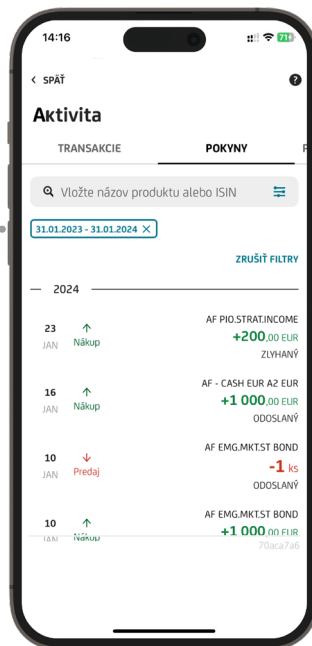 14:16
71
SPÄŤ
?
Aktivita
TRANSAKCIE POKYNY P
Vložte názov produktu alebo ISIN
31.01.2023 - 31.01.2024 ×
ZRUŠIŤ FILTRY
2024
23 JAN
Nákup
AF PIO.STRAT.INCOME
+200,00 EUR
ZLYHANÝ
16 JAN
Nákup
AF - CASH EUR A2 EUR
+1 000,00 EUR
ODOSLANÝ
10 JAN
Predaj
AF EMG.MKT.ST BOND
-1 ks
ODOSLANÝ
10 JAN
Nákup
AF EMG.MKT.ST BOND
+1 000,00 EUR
70aca7a6